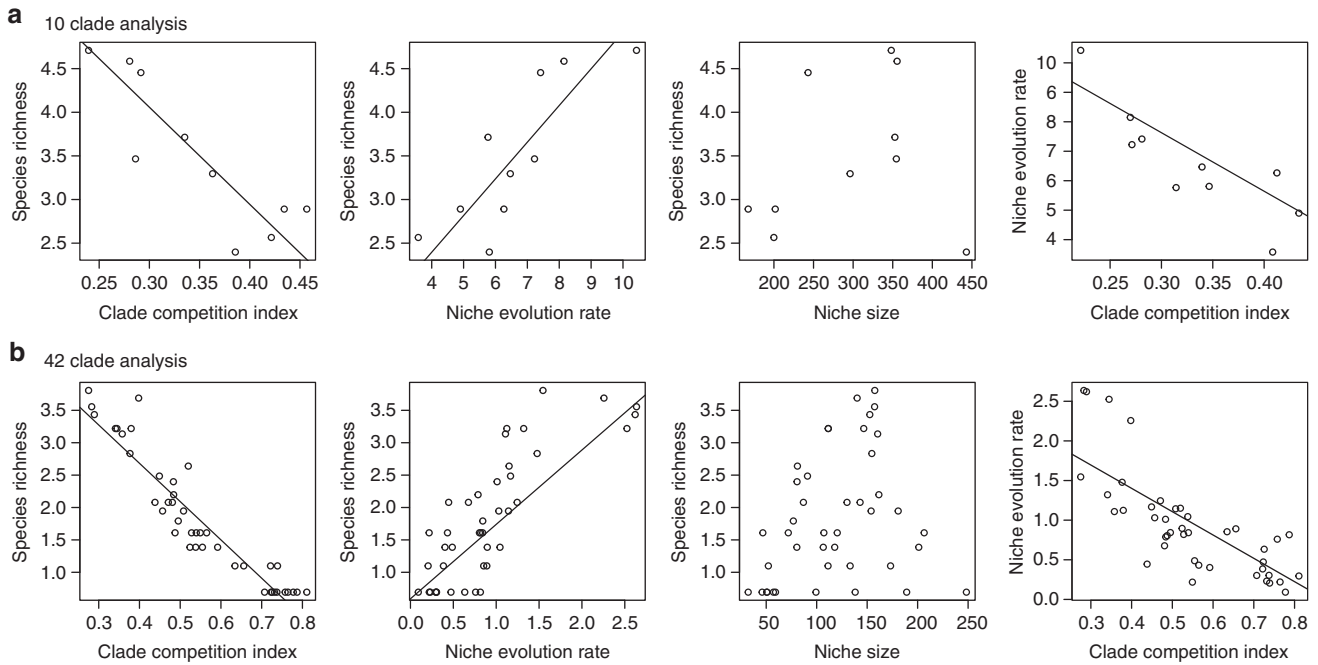 a
10 clade analysis
Species richness
4.5
4.0
3.5
3.0
2.5
0.25 0.30 0.35 0.40 0.45
Clade competition index
Species richness
4.5
4.0
3.5
3.0
2.5
4 5 6 7 8 9 10
Niche evolution rate
Species richness
4.5
4.0
3.5
3.0
2.5
200 250 300 350 400 450
Niche size
Niche evolution rate
10
6
8
7
6
5
4
0.25 0.30 0.35 0.40
Clade competition index
b
42 clade analysis
Species richness
3.5
3.0
2.5
2.0
1.5
1.0
0.3 0.4 0.5 0.6 0.7 0.8
Clade competition index
Species richness
3.5
3.0
2.5
2.0
1.5
1.0
0.0 0.5 1.0 1.5 2.0 2.5
Niche evolution rate
Species richness
3.5
3.0
2.5
2.0
1.5
1.0
50 100 150 200 250
Niche size
Niche evolution rate
2.5
2.0
1.5
1.0
0.5
0.0
0.3 0.4 0.5 0.6 0.7 0.8
Clade competition index